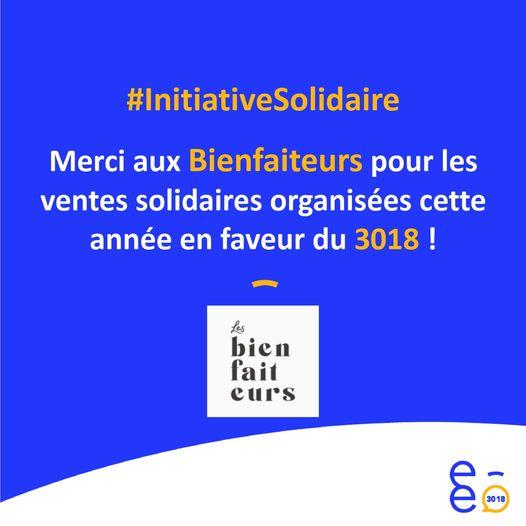 #InitiativeSolidaire
Merci aux Bienfaiteurs pour les
ventes solidaires organisées cette
année en faveur du 3018 !
Les
bien
fait
eurs
e
e 3018